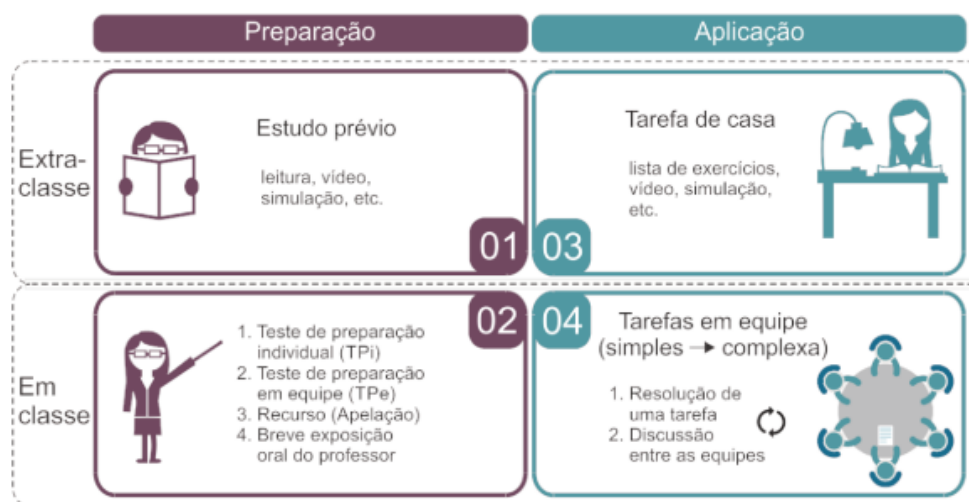 Preparação
Aplicação
Extra-
classe
Estudo prévio
leitura, vídeo,
simulação, etc.
01
03
Tarefa de casa
lista de exercícios,
vídeo, simulação,
etc.
Em
classe
1. Teste de preparação
individual (TPi)
2. Teste de preparação
em equipe (TPe)
3. Recurso (Apelação)
4. Breve exposição
oral do professor
02
04
Tarefas em equipe
(simples → complexa)
1. Resolução de
uma tarefa
2. Discussão
entre as equipes